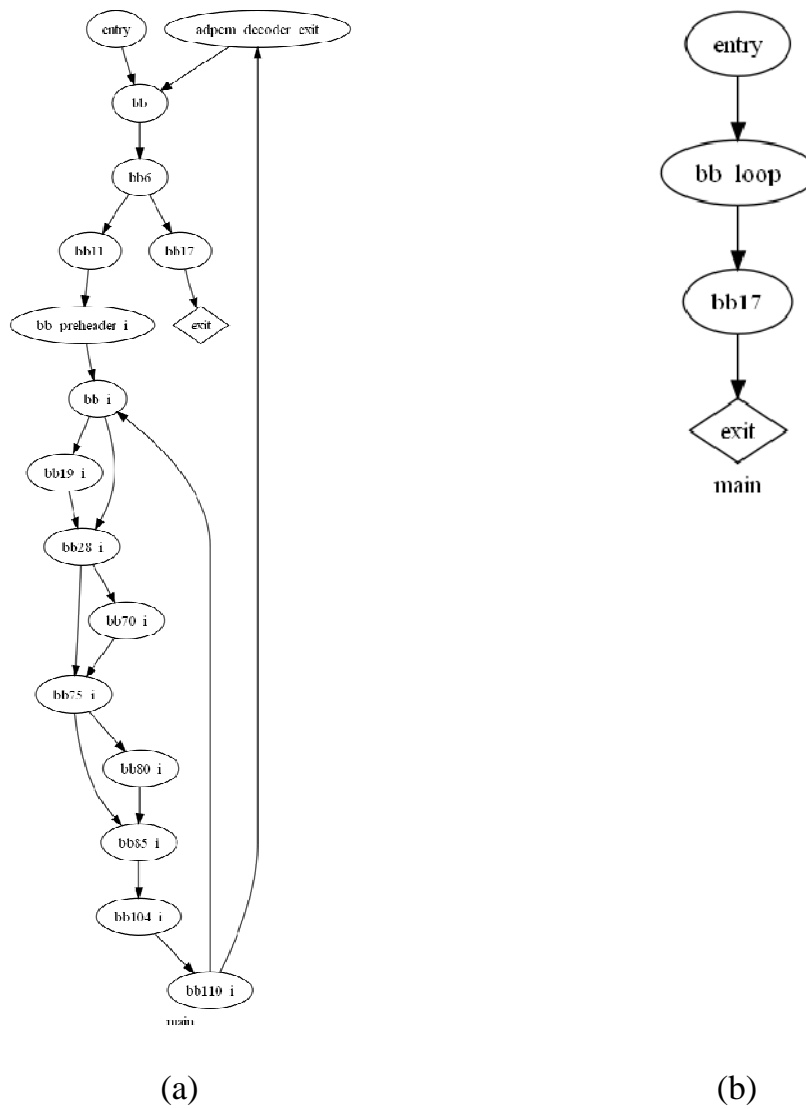 entry
adpcm decoder exit
bb
bb6
bb11
bb17
bb preheader i
exit
bb i
bb19 i
bb28 i
bb70 i
bb75 i
bb80 i
bb85 i
bb104 i
bb110 i
main
(a)
entry
bb loop
bb17
exit
main
(b)